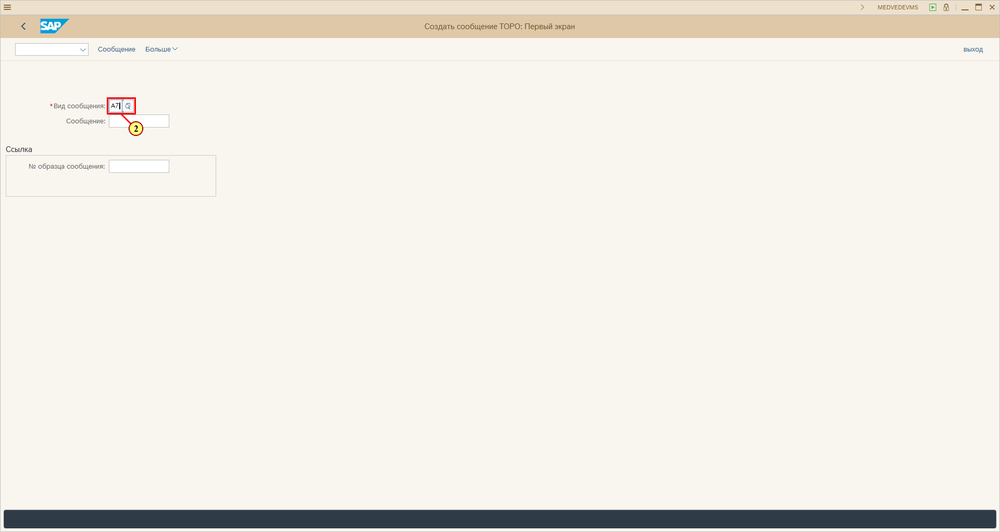 MEDVEDEVMS
SAP
Создать сообщение ТОРО: Первый экран
Сообщение
Больше
выход
*Вид сообщения:
A7
Сообщение:
2
Ссылка
№ образца сообщения: